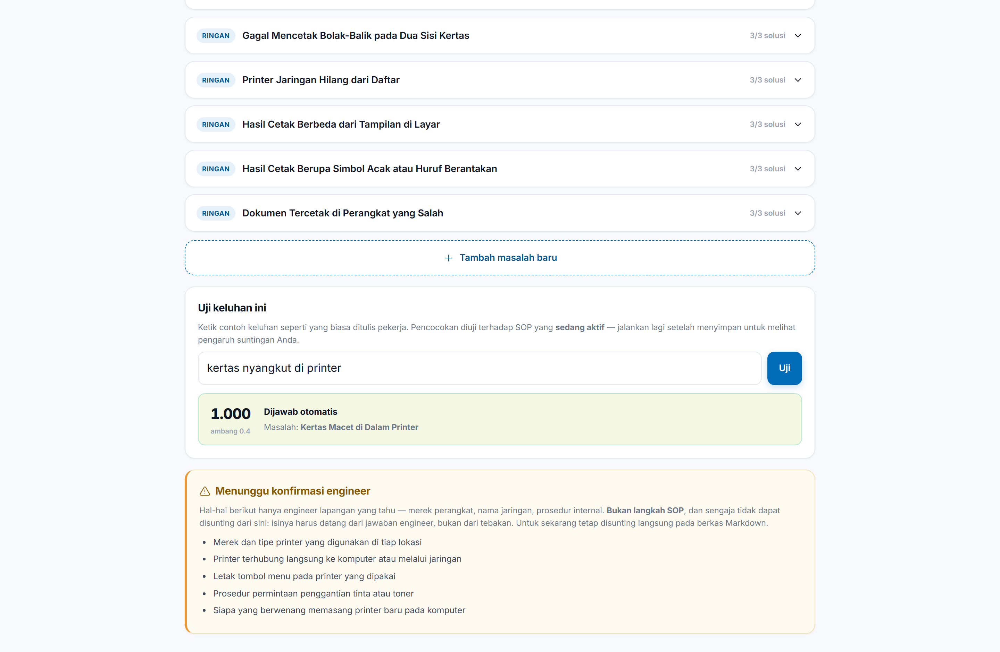 RINGAN Gagal Mencetak Bolak-Balik pada Dua Sisi Kertas 3/3 solusi
RINGAN Printer Jaringan Hilang dari Daftar 3/3 solusi
RINGAN Hasil Cetak Berbeda dari Tampilan di Layar 3/3 solusi
RINGAN Hasil Cetak Berupa Simbol Acak atau Huruf Berantakan 3/3 solusi
RINGAN Dokumen Tercetak di Perangkat yang Salah 3/3 solusi
+ Tambah masalah baru
Uji keluhan ini
Ketik contoh keluhan seperti yang biasa ditulis pekerja. Pencocokan diuji terhadap SOP yang sedang aktif — jalankan lagi setelah menyimpan untuk melihat
pengaruh suntingan Anda.
kertas nyangkut di printer Uji
1.000 Dijawab otomatis
ambang 0.4 Masalah: Kertas Macet di Dalam Printer
Menunggu konfirmasi engineer
Hal-hal berikut hanya engineer lapangan yang tahu — merek perangkat, nama jaringan, prosedur internal. Bukan langkah SOP, dan sengaja tidak dapat
disunting dari sini: isinya harus datang dari jawaban engineer, bukan dari tebakan. Untuk sekarang tetap disunting langsung pada berkas Markdown.
• Merek dan tipe printer yang digunakan di tiap lokasi
• Printer terhubung langsung ke komputer atau melalui jaringan
• Letak tombol menu pada printer yang dipakai
• Prosedur permintaan penggantian tinta atau toner
• Siapa yang berwenang memasang printer baru pada komputer